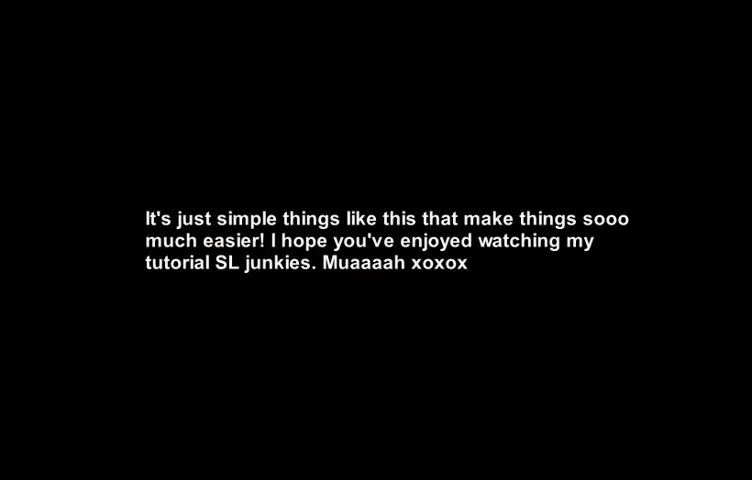 It's just simple things like this that make things sooo
much easier! I hope you've enjoyed watching my
tutorial SL junkies. Muaaaah xoxox